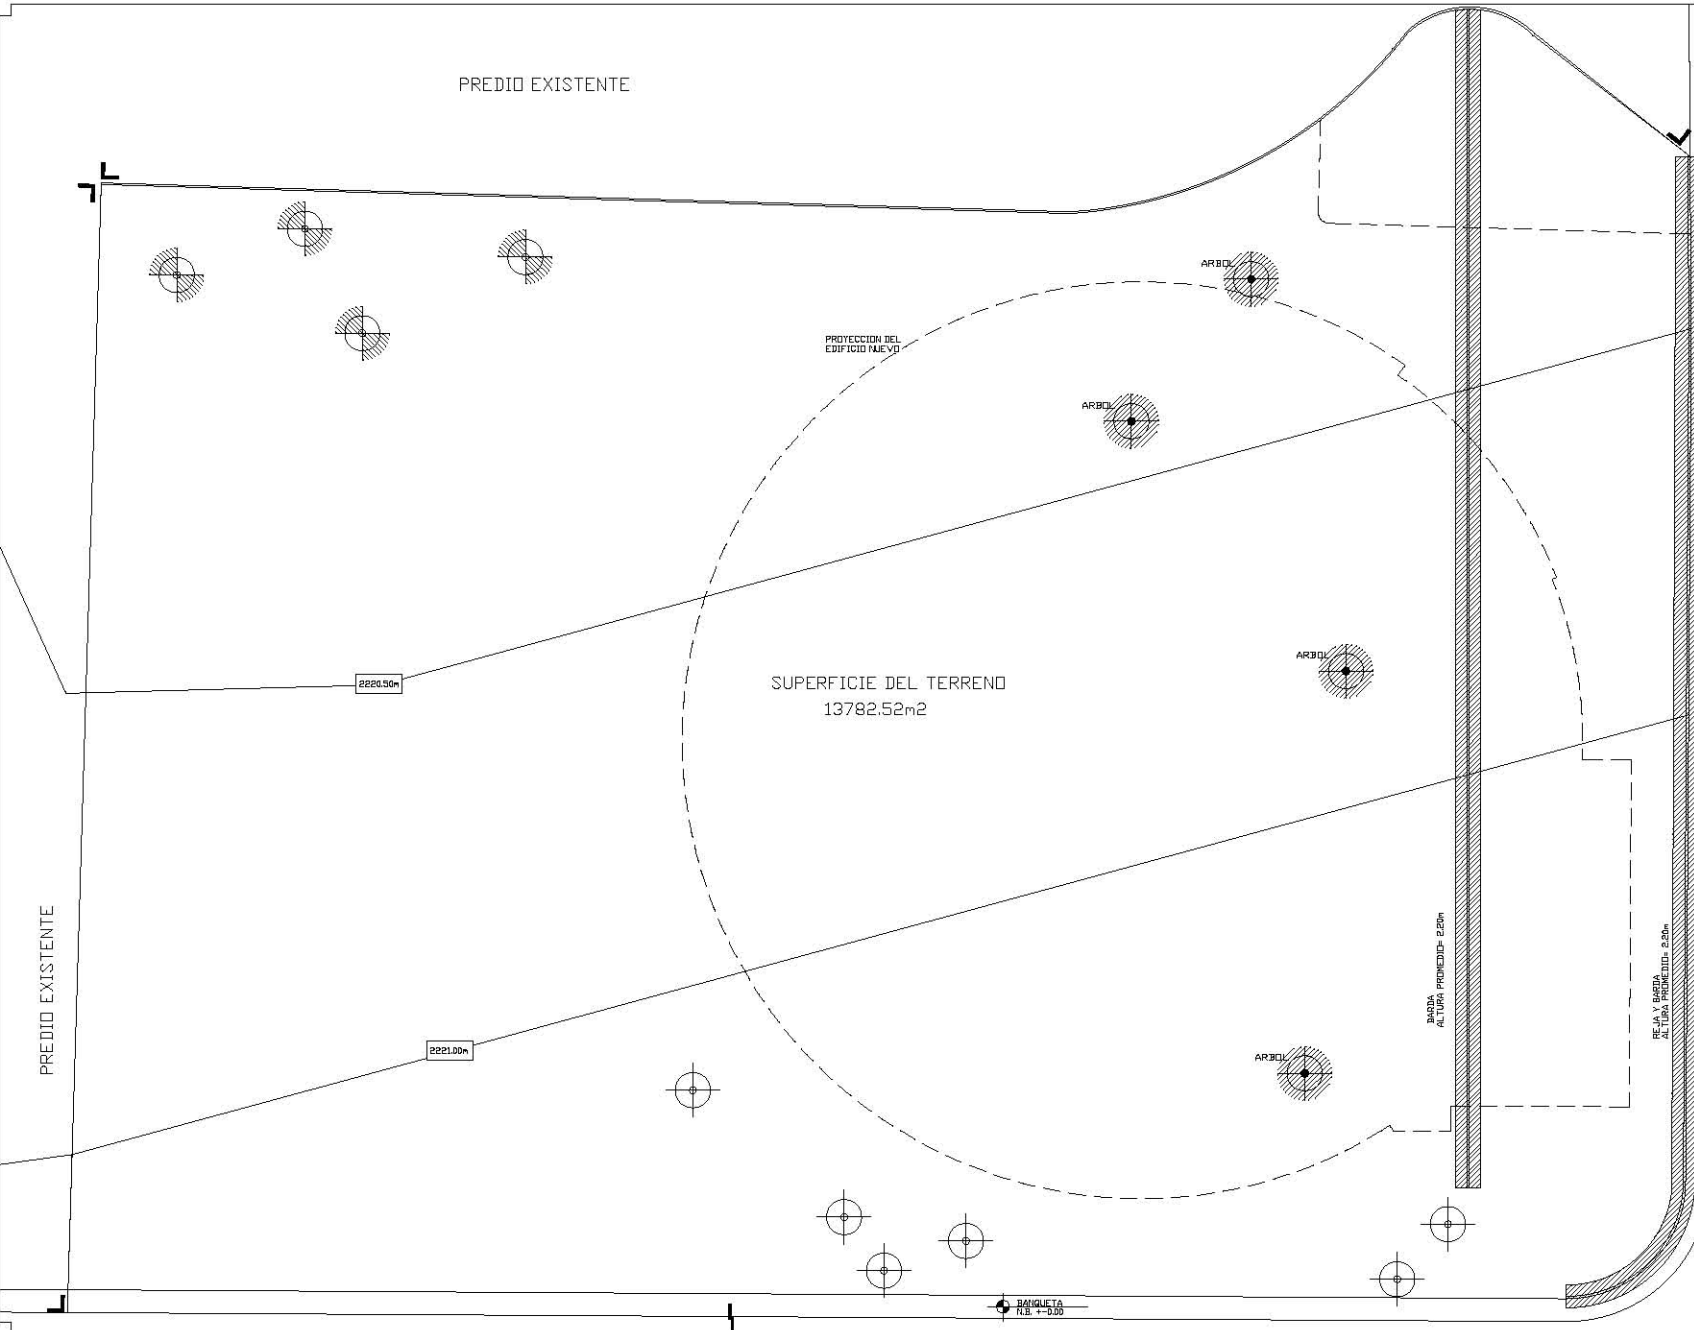 PREDIO EXISTENTE
ARBOL
PROYECCION DEL
EDIFICIO NUEVO
ARBOL
ARBOL
2220.50m
SUPERFICIE DEL TERRENO
13782.52m2
PREDIO EXISTENTE
BARDA
ALTURA PROMEDIO= 2.20m
REJA Y BARDA
ALTURA PROMEDIO= 2.20m
2221.00m
ARBOL
BANQUETA
N.B. +-0.00